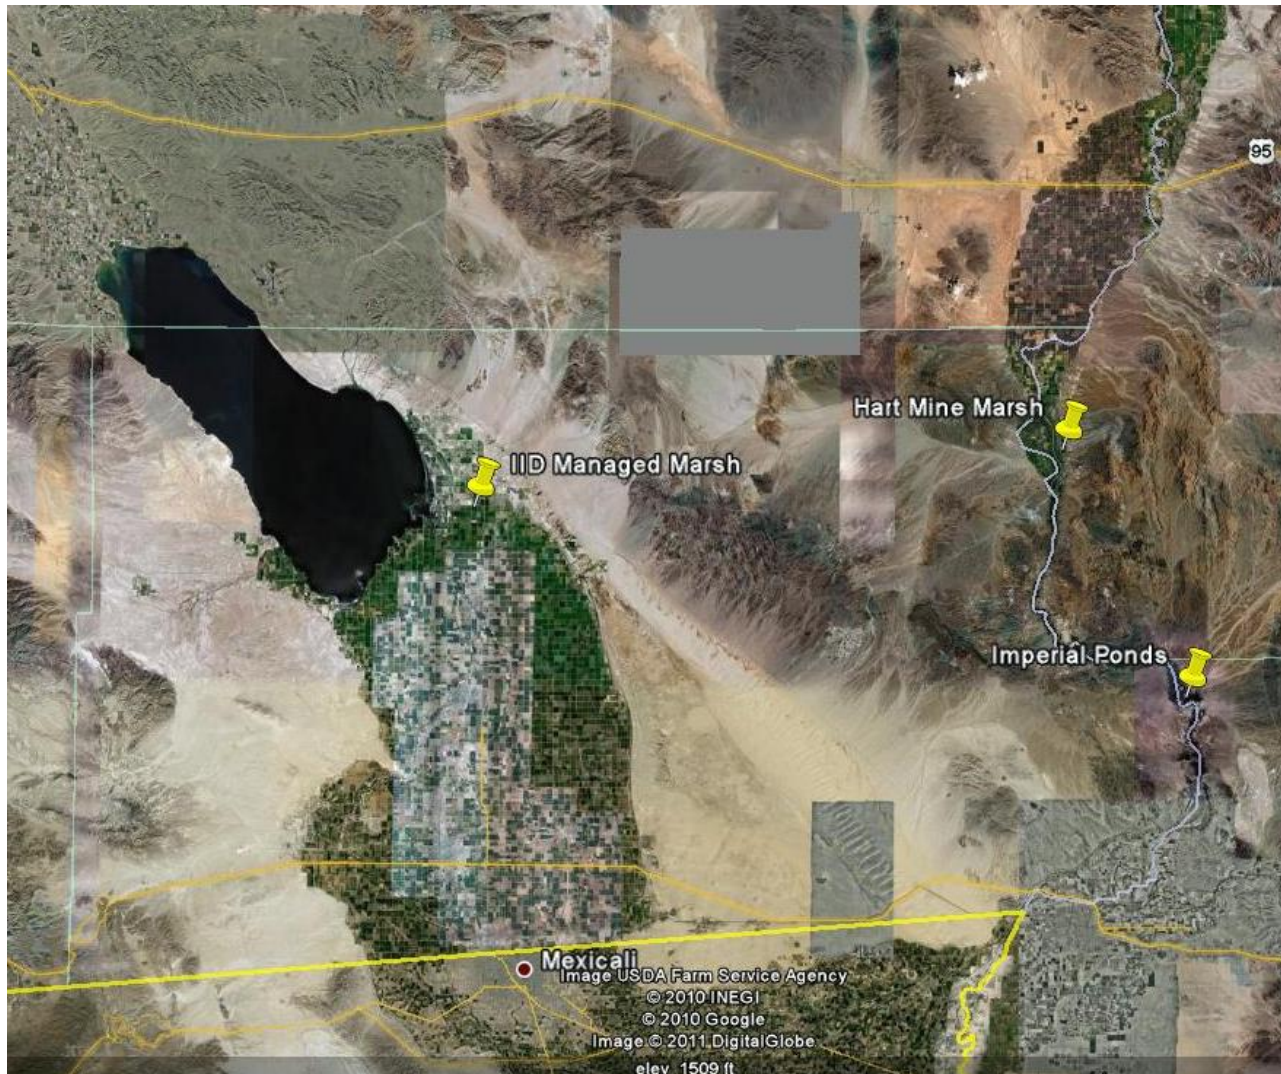 95
Hart Mine Marsh
IID Managed Marsh
Imperial Ponds
Mexicali
Image USDA Farm Service Agency
© 2010 INEGI
© 2010 Google
Image © 2011 DigitalGlobe
elev 1509 ft